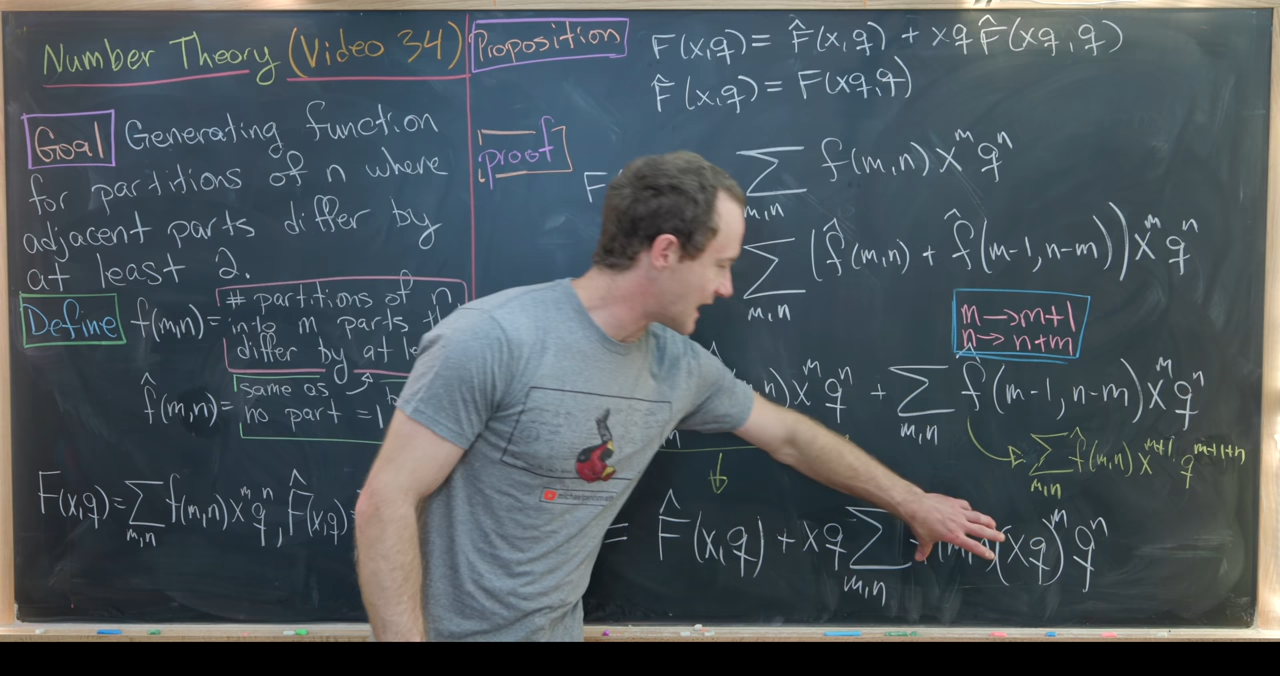 Number Theory (Video 34)
Goal Generating function
for partitions of n where
adjacent parts differ by
at least 2.
Define f(m,n) = # partitions of n
into m parts
differ by at
f̂(m,n) = same as
no part = 1
F(x,q) = ∑_{m,n} f(m,n) x^m q^n, F̂(x,q)
Proposition F(x,q) = F̂(x,q) + xq F̂(xq,q)
F̂(x,q) = F(xq,q)
proof
F ∑_{m,n} f(m,n) x^m q^n
∑_{m,n} (f̂(m,n) + f̂(m-1,n-m)) x^m q^n
m → m+1
n → n+m
n) x^m q^n + ∑_{m,n} f̂(m-1,n-m) x^m q^n
∑_{m,n} f̂(m,n) x^{m+1} q^{m+1+n}
= F̂(x,q) + xq ∑_{m,n} (m,n)(xq)^m q^n
michaelpennmath